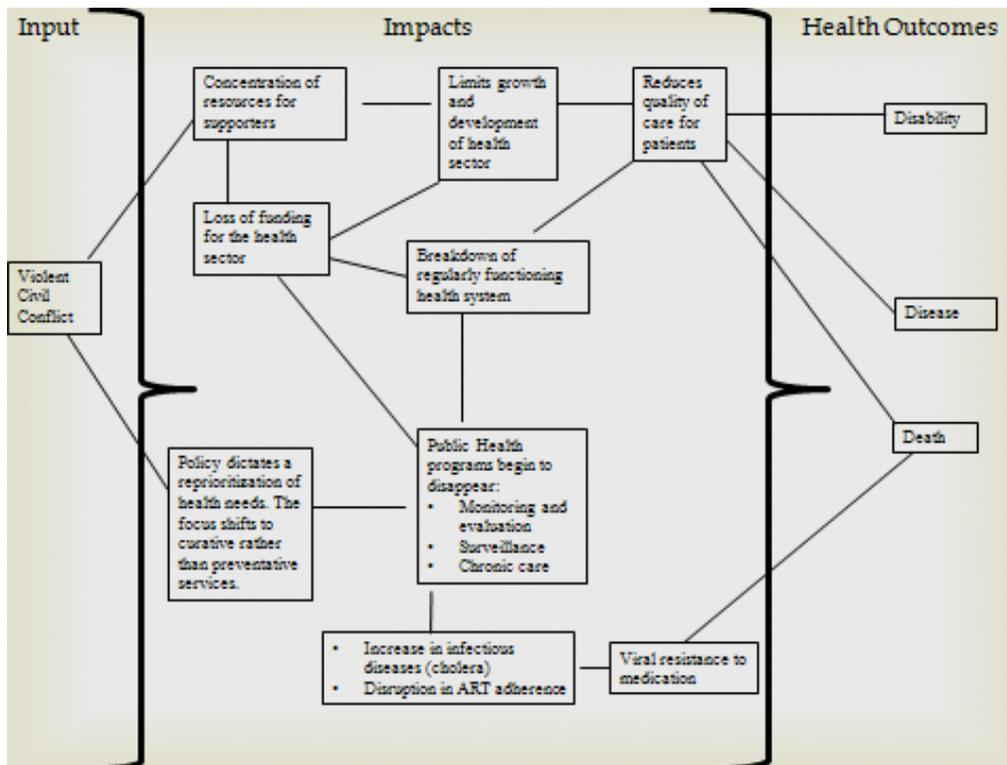 Input
Impacts
Health Outcomes
Concentration of
resources for
supporters
Limits growth
and
development
of health
sector
Reduces
quality of
care for
patients
Disability
Loss of funding
for the health
sector
Breakdown of
regularly functioning
health system
Violent
Civil
Conflict
Disease
Death
Policy dictates a
reprioritization of
health needs. The
focus shifts to
curative rather
than preventative
services.
Public Health
programs begin to
disappear:
• Monitoring and
evaluation
• Surveillance
• Chronic care
• Increase in infectious
diseases (cholera)
• Disruption in ART adherence
Viral resistance to
medication